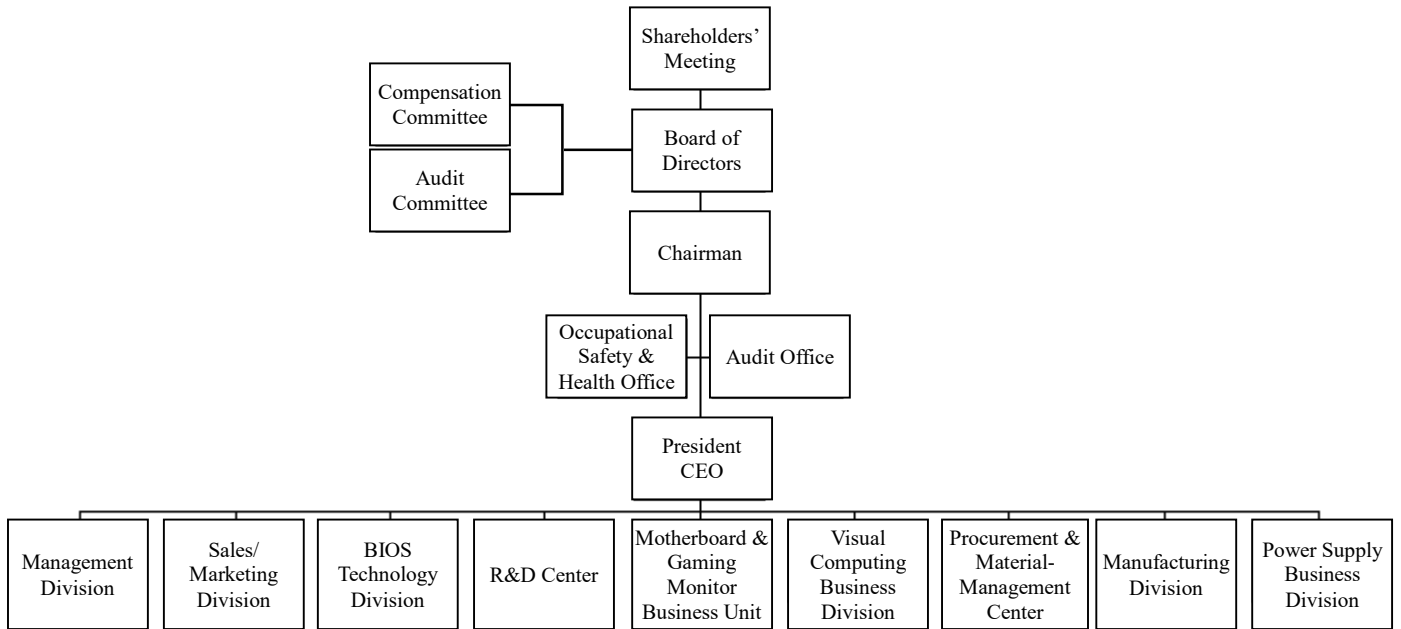 Shareholders’
Meeting
Compensation
Committee
Board of
Directors
Audit
Committee
Chairman
Occupational
Safety &
Health Office
Audit Office
President
CEO
Management
Division
Sales/
Marketing
Division
BIOS
Technology
Division
R&D Center
Motherboard &
Gaming
Monitor
Business Unit
Visual
Computing
Business
Division
Procurement &
Material-
Management
Center
Manufacturing
Division
Power Supply
Business
Division